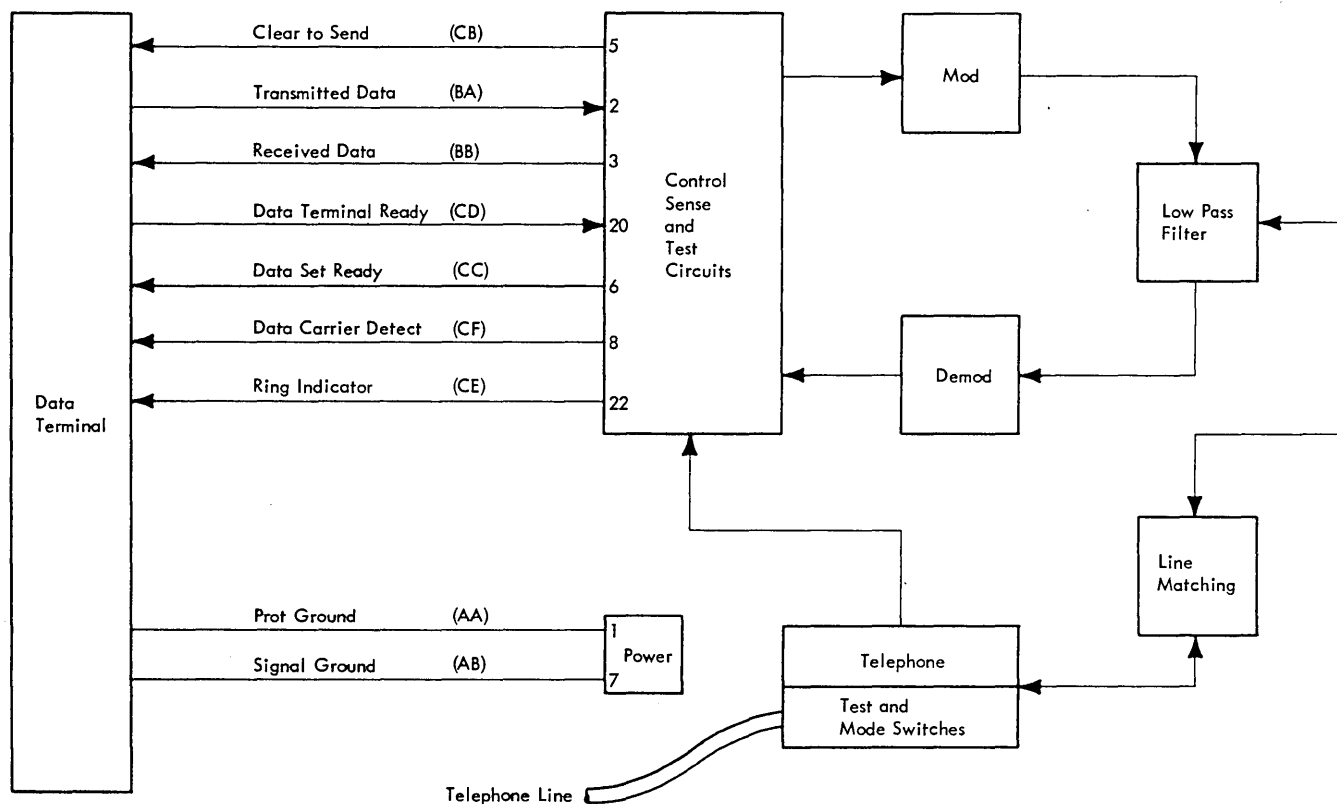 Clear to Send (CB) 5
Transmitted Data (BA) 2
Received Data (BB) 3
Data Terminal Ready (CD) 20
Data Set Ready (CC) 6
Data Carrier Detect (CF) 8
Ring Indicator (CE) 22
Data
Terminal
Control
Sense
and
Test
Circuits
Mod
Low Pass
Filter
Demod
Line
Matching
Prot Ground (AA) 1
Signal Ground (AB) 7
Power
Telephone
Test and
Mode Switches
Telephone Line